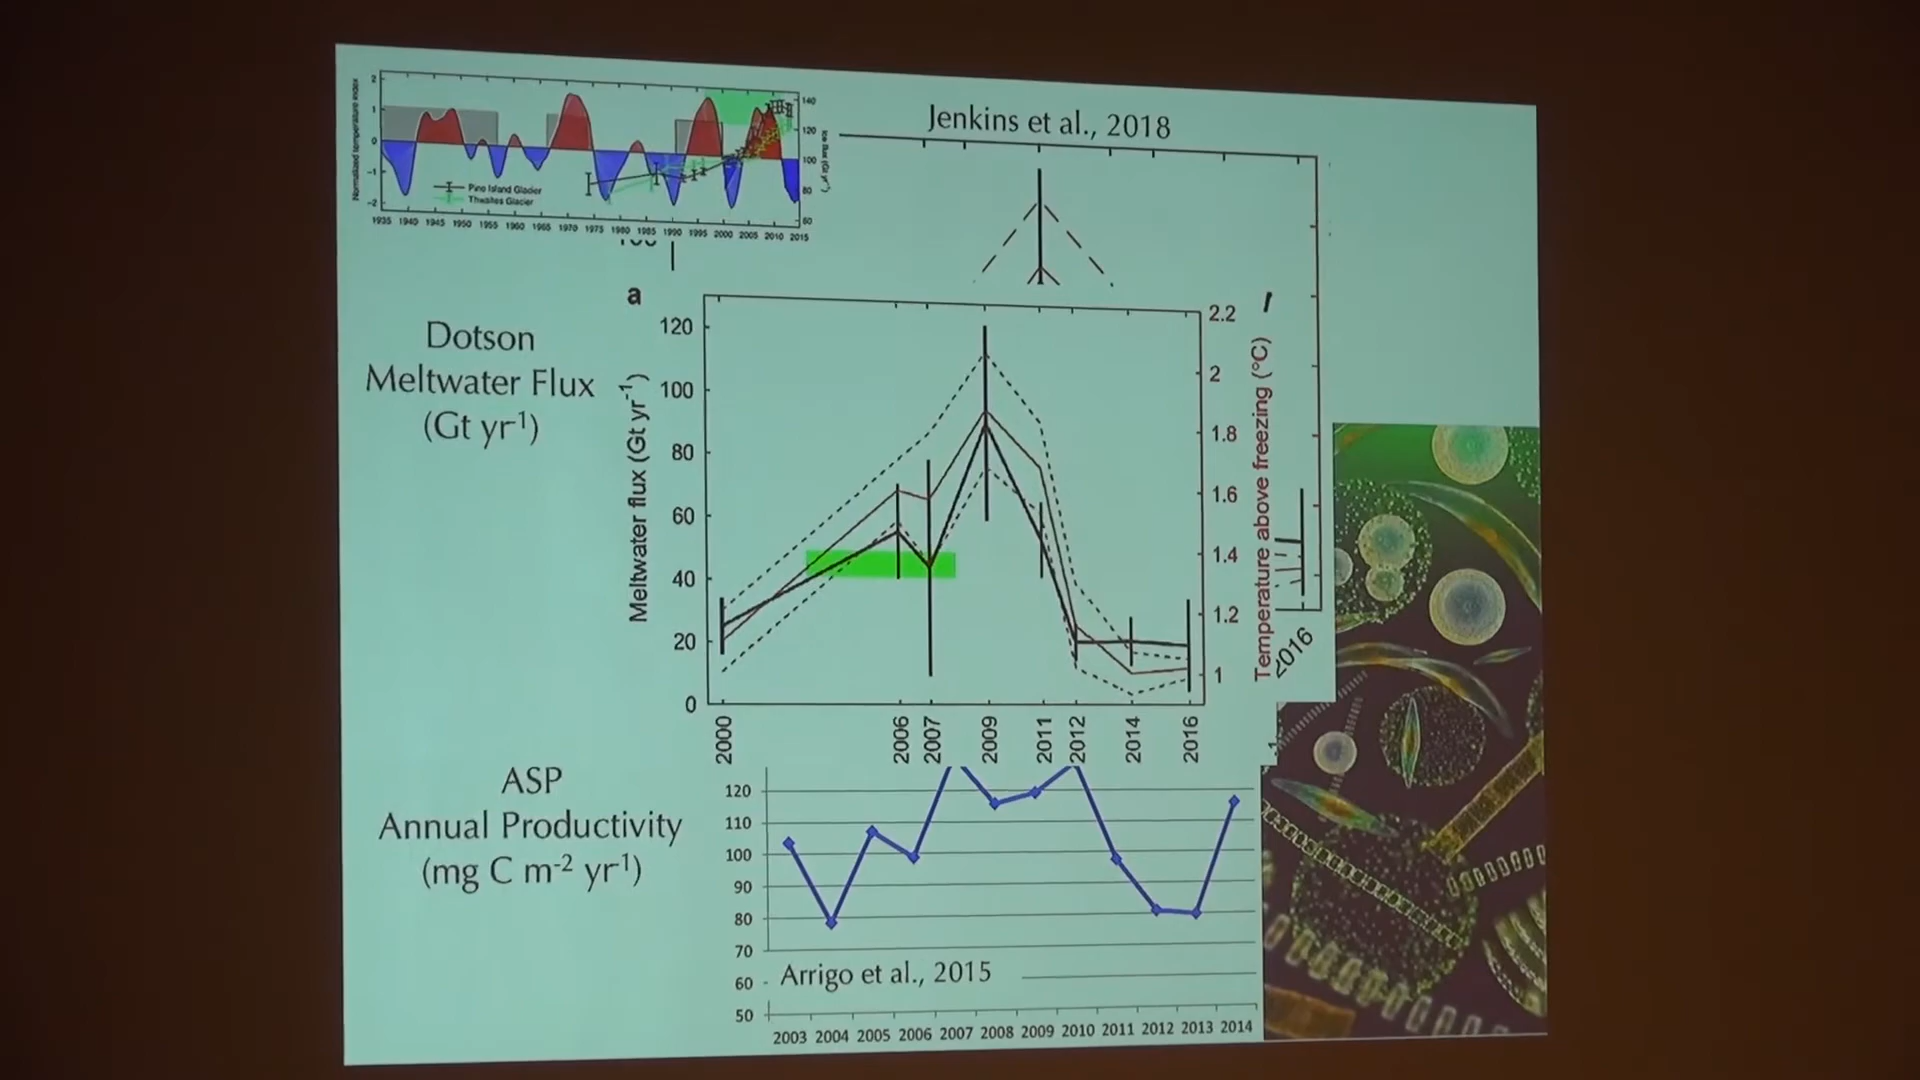 Normalized temperature index
2
1
0
-1
-2
Pine Island Glacier
Thwaites Glacier
140
120
100
80
60
Ice flux (Gt yr⁻¹)
1935 1940 1945 1950 1955 1960 1965 1970 1975 1980 1985 1990 1995 2000 2005 2010 2015
Jenkins et al., 2018
Dotson
Meltwater Flux
(Gt yr-1)
a
Meltwater flux (Gt yr⁻¹)
120
100
80
60
40
20
0
2.2
2
1.8
1.6
1.4
1.2
1
Temperature above freezing (°C)
2000 2006 2007 2009 2011 2012 2014 2016
2016
ASP
Annual Productivity
(mg C m-2 yr-1)
120
110
100
90
80
70
60
50
Arrigo et al., 2015
2003 2004 2005 2006 2007 2008 2009 2010 2011 2012 2013 2014